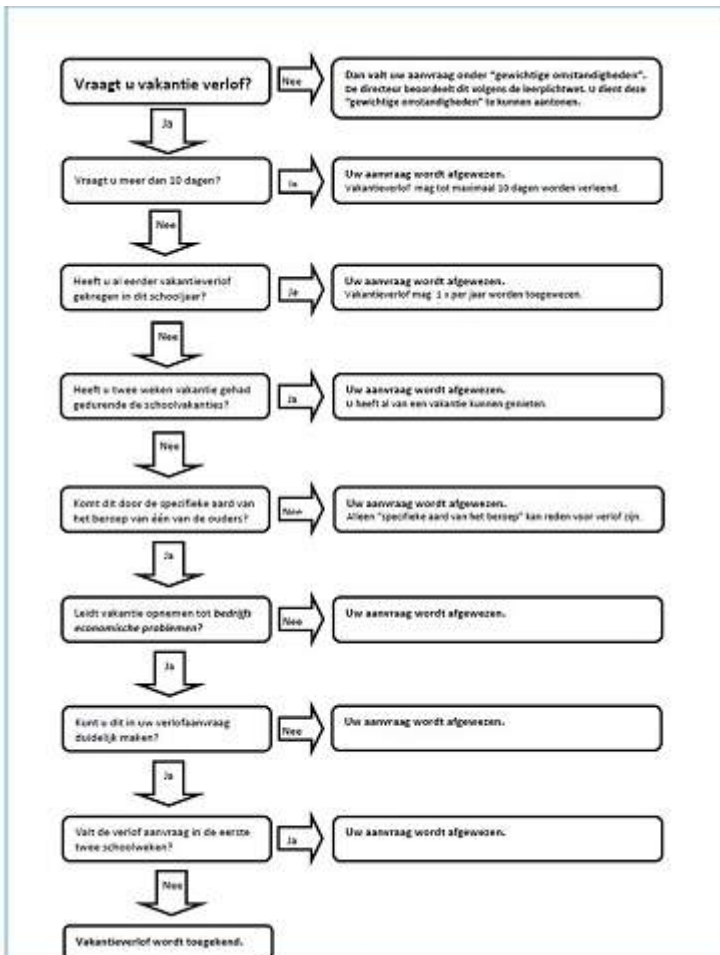 Vraagt u vakantie verlof?
Nee
Dan valt uw aanvraag onder "gewichtige omstandigheden".
De directeur beoordeelt dit volgens de leerplichtwet. U dient deze
"gewichtige omstandigheden" te kunnen aantonen.
Ja
Vraagt u meer dan 10 dagen?
Ja
Uw aanvraag wordt afgewezen.
Vakantieverlof mag tot maximaal 10 dagen worden verleend.
Nee
Heeft u al eerder vakantieverlof
gekregen in dit schooljaar?
Ja
Uw aanvraag wordt afgewezen.
Vakantieverlof mag 1 x per jaar worden toegewezen.
Nee
Heeft u twee weken vakantie gehad
gedurende de schoolvakanties?
Ja
Uw aanvraag wordt afgewezen.
U heeft al van een vakantie kunnen genieten.
Nee
Komt dit door de specifieke aard van
het beroep van één van de ouders?
Nee
Uw aanvraag wordt afgewezen.
Alleen "specifieke aard van het beroep" kan reden voor verlof zijn.
Ja
Leidt vakantie opnemen tot bedrijfs
economische problemen?
Nee
Uw aanvraag wordt afgewezen.
Ja
Kunt u dit in uw verlofaanvraag
duidelijk maken?
Nee
Uw aanvraag wordt afgewezen.
Ja
Valt de verlof aanvraag in de eerste
twee schoolweken?
Ja
Uw aanvraag wordt afgewezen.
Nee
Vakantieverlof wordt toegekend.